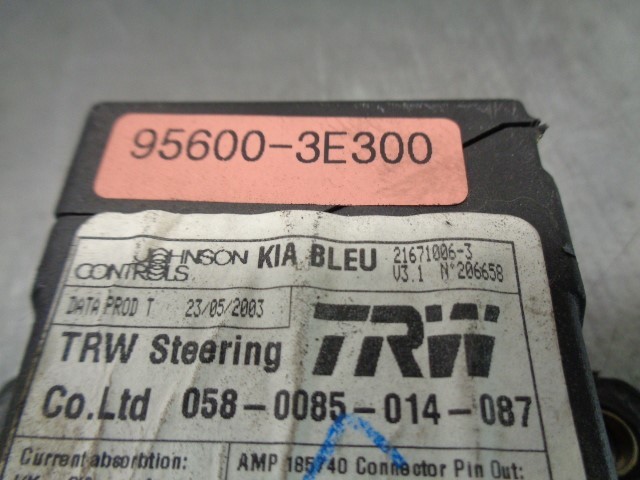 95600-3E300
JOHNSON CONTROLS KIA BLEU 21671006-3
V3.1 N°206658
DATA PROD T 23/05/2003
TRW Steering TRW
Co.Ltd 058-0085-014-087
Current absorbtion: AMP 185740 Connector Pin Out: